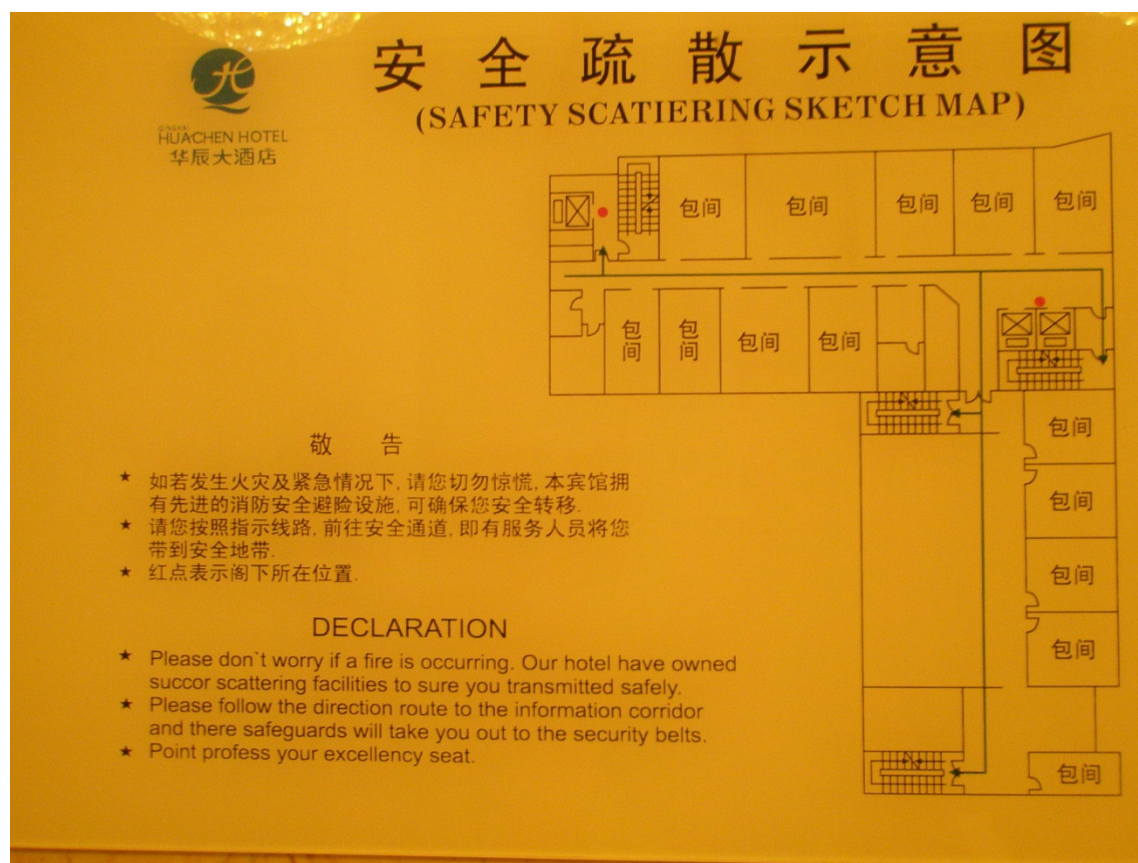 安全疏散示意图
(SAFETY SCATIERING SKETCH MAP)
QINGHAI
HUACHEN HOTEL
华辰大酒店
包间
包间
包间
包间
包间
包间
包间
包间
包间
包间
包间
包间
包间
包间
敬 告
★ 如若发生火灾及紧急情况下, 请您切勿惊慌, 本宾馆拥
有先进的消防安全避险设施, 可确保您安全转移.
★ 请您按照指示线路, 前往安全通道, 即有服务人员将您
带到安全地带.
★ 红点表示阁下所在位置.
DECLARATION
★ Please don`t worry if a fire is occurring. Our hotel have owned
succor scattering facilities to sure you transmitted safely.
★ Please follow the direction route to the information corridor
and there safeguards will take you out to the security belts.
★ Point profess your excellency seat.